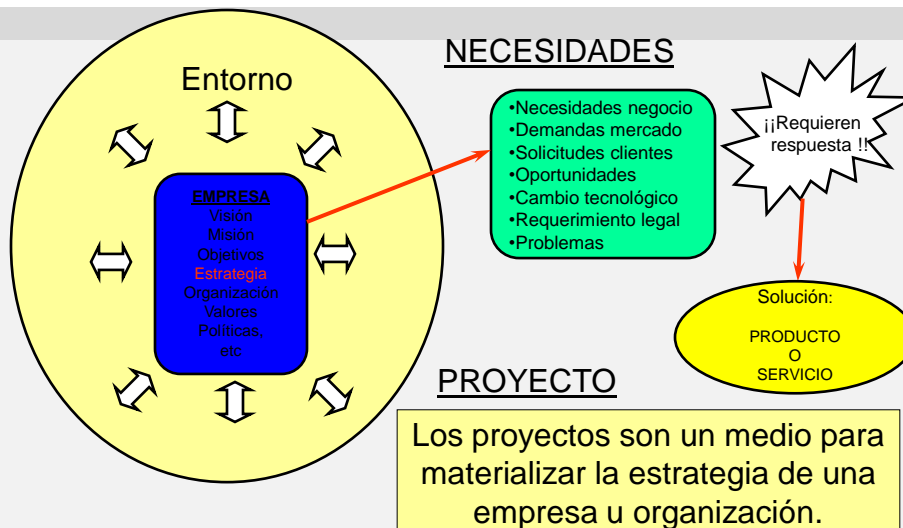 Entorno
EMPRESA
Visión
Misión
Objetivos
Estrategia
Organización
Valores
Políticas,
etc
NECESIDADES
•Necesidades negocio
•Demandas mercado
•Solicitudes clientes
•Oportunidades
•Cambio tecnológico
•Requerimiento legal
•Problemas
¡¡Requieren
respuesta !!
Solución:
PRODUCTO
O
SERVICIO
PROYECTO
Los proyectos son un medio para
materializar la estrategia de una
empresa u organización.